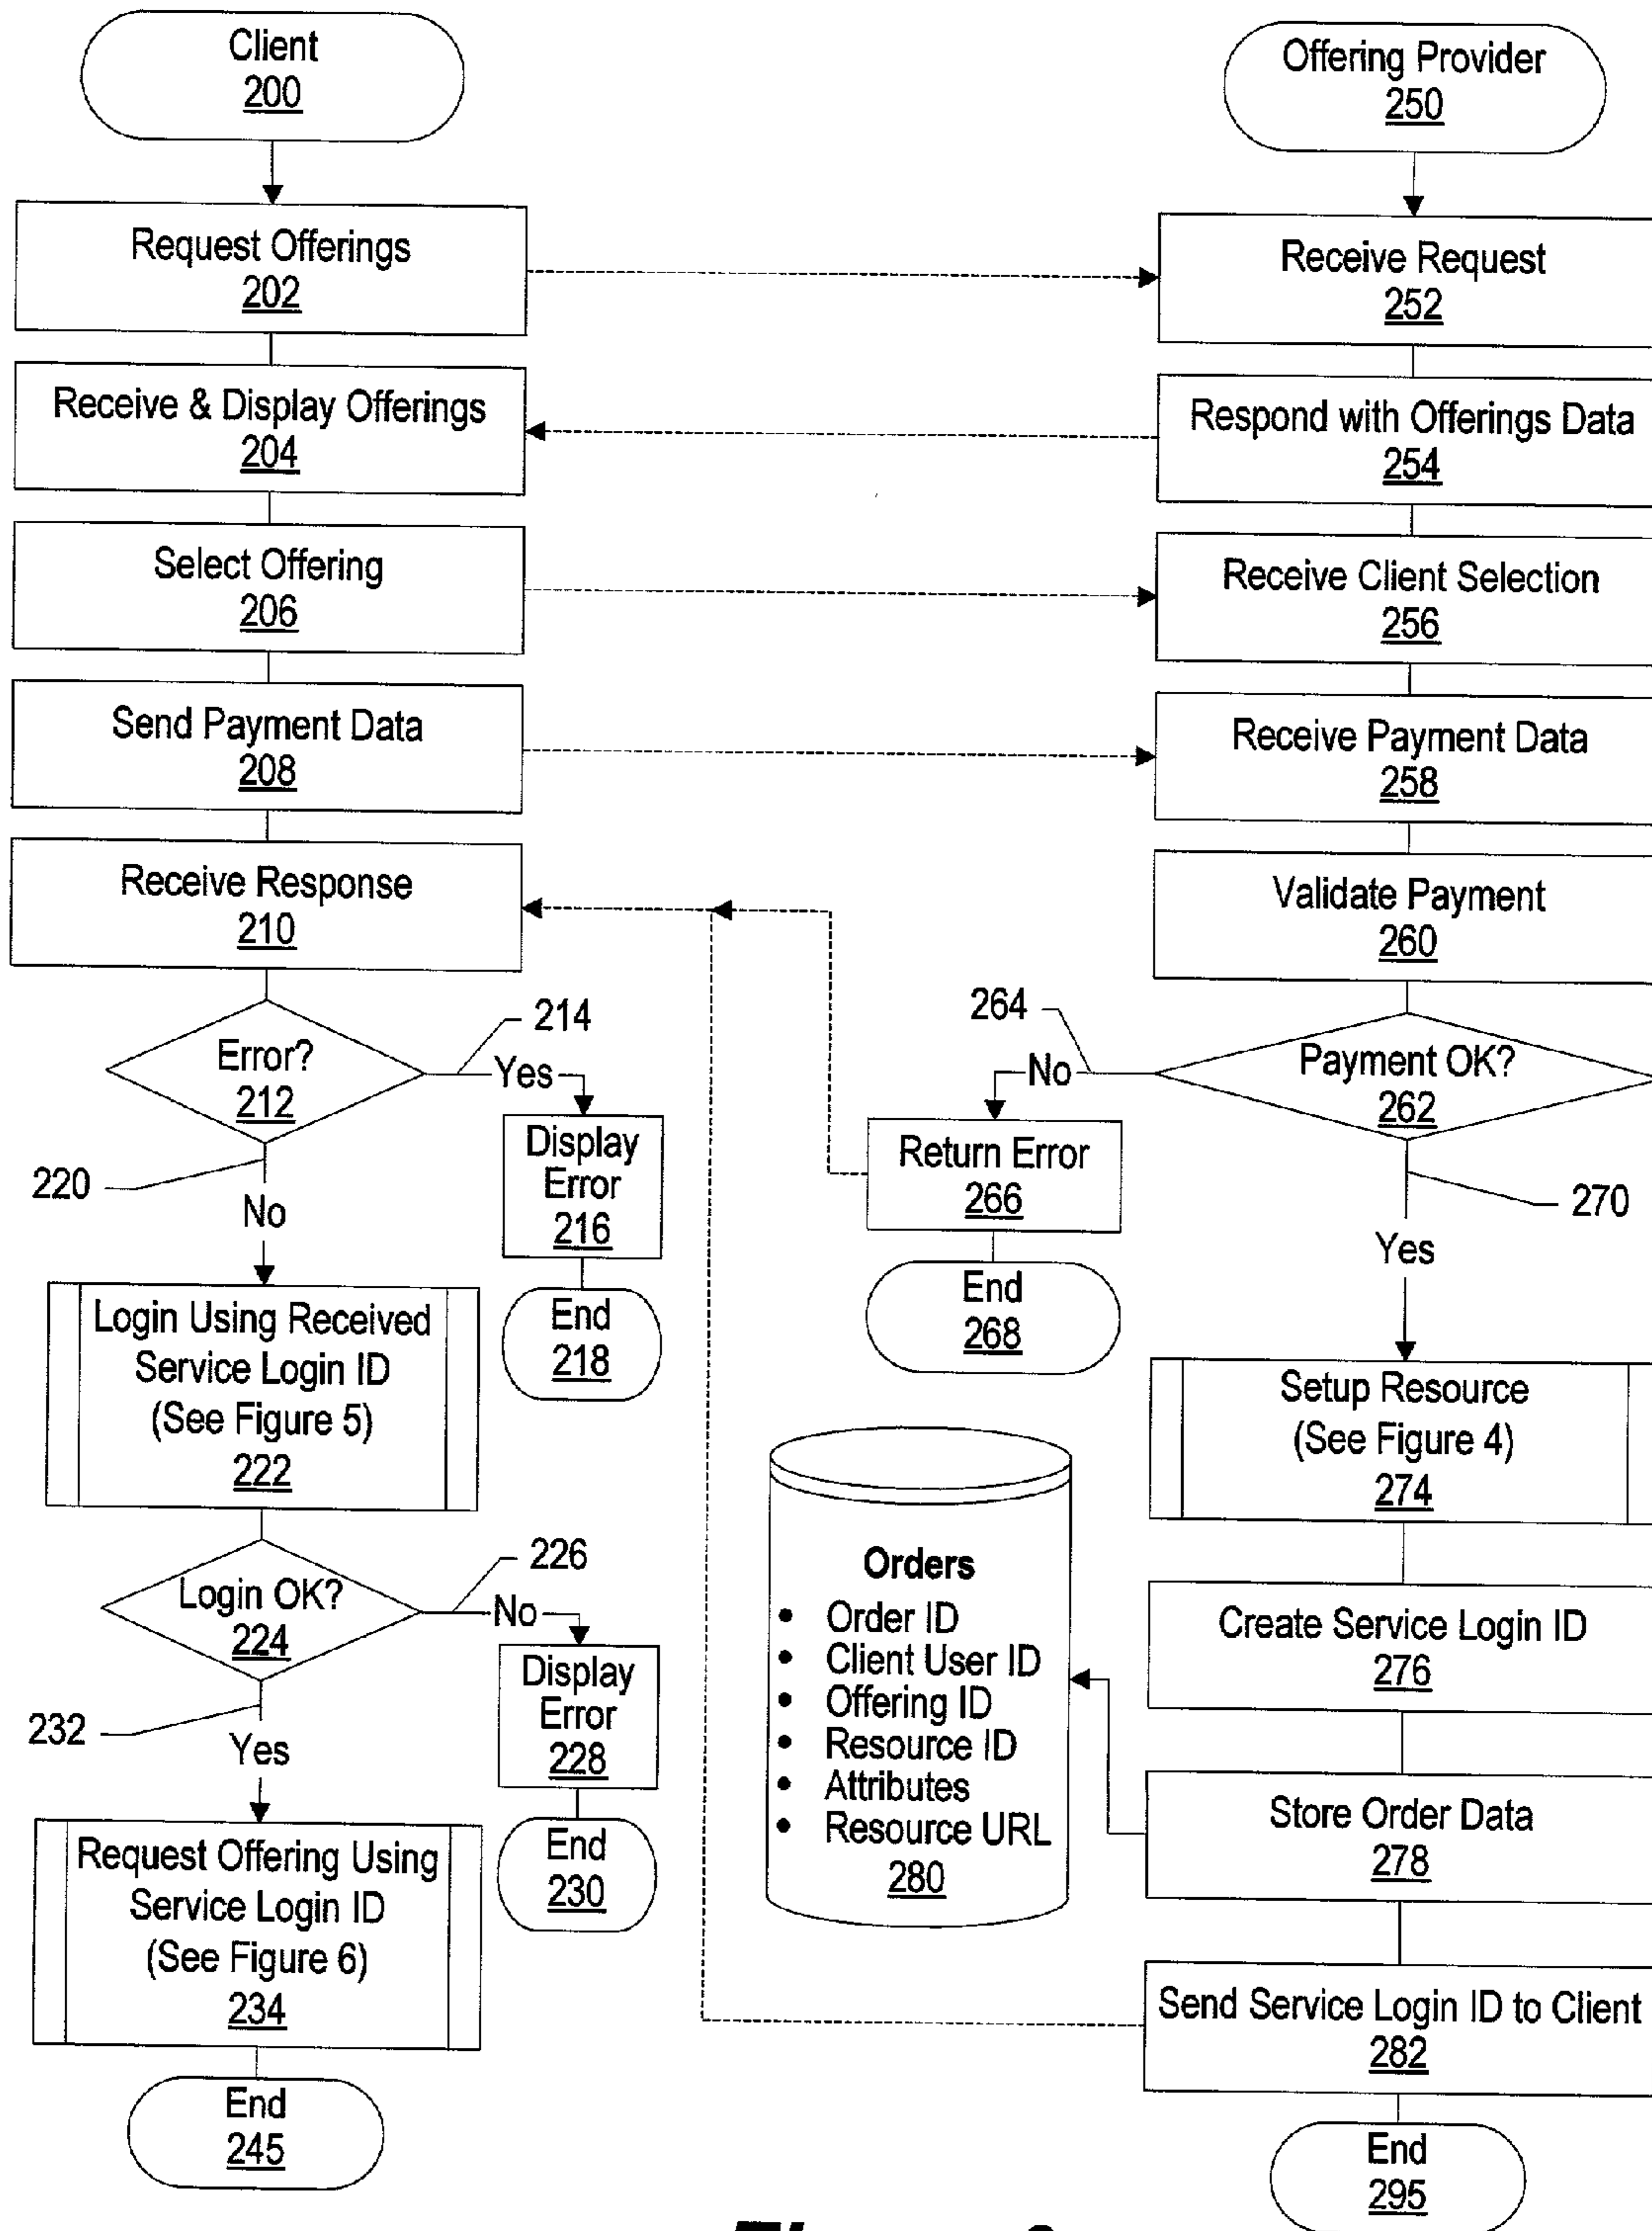 Client
200
Request Offerings
202
Receive & Display Offerings
204
Select Offering
206
Send Payment Data
208
Receive Response
210
Error?
212
214
Yes
Display
Error
216
End
218
220
No
Login Using Received
Service Login ID
(See Figure 5)
222
Login OK?
224
226
No
Display
Error
228
End
230
232
Yes
Request Offering Using
Service Login ID
(See Figure 6)
234
End
245
Offering Provider
250
Receive Request
252
Respond with Offerings Data
254
Receive Client Selection
256
Receive Payment Data
258
Validate Payment
260
Payment OK?
262
264
No
Return Error
266
End
268
270
Yes
Setup Resource
(See Figure 4)
274
Create Service Login ID
276
Store Order Data
278
Orders
• Order ID
• Client User ID
• Offering ID
• Resource ID
• Attributes
• Resource URL
280
Send Service Login ID to Client
282
End
295